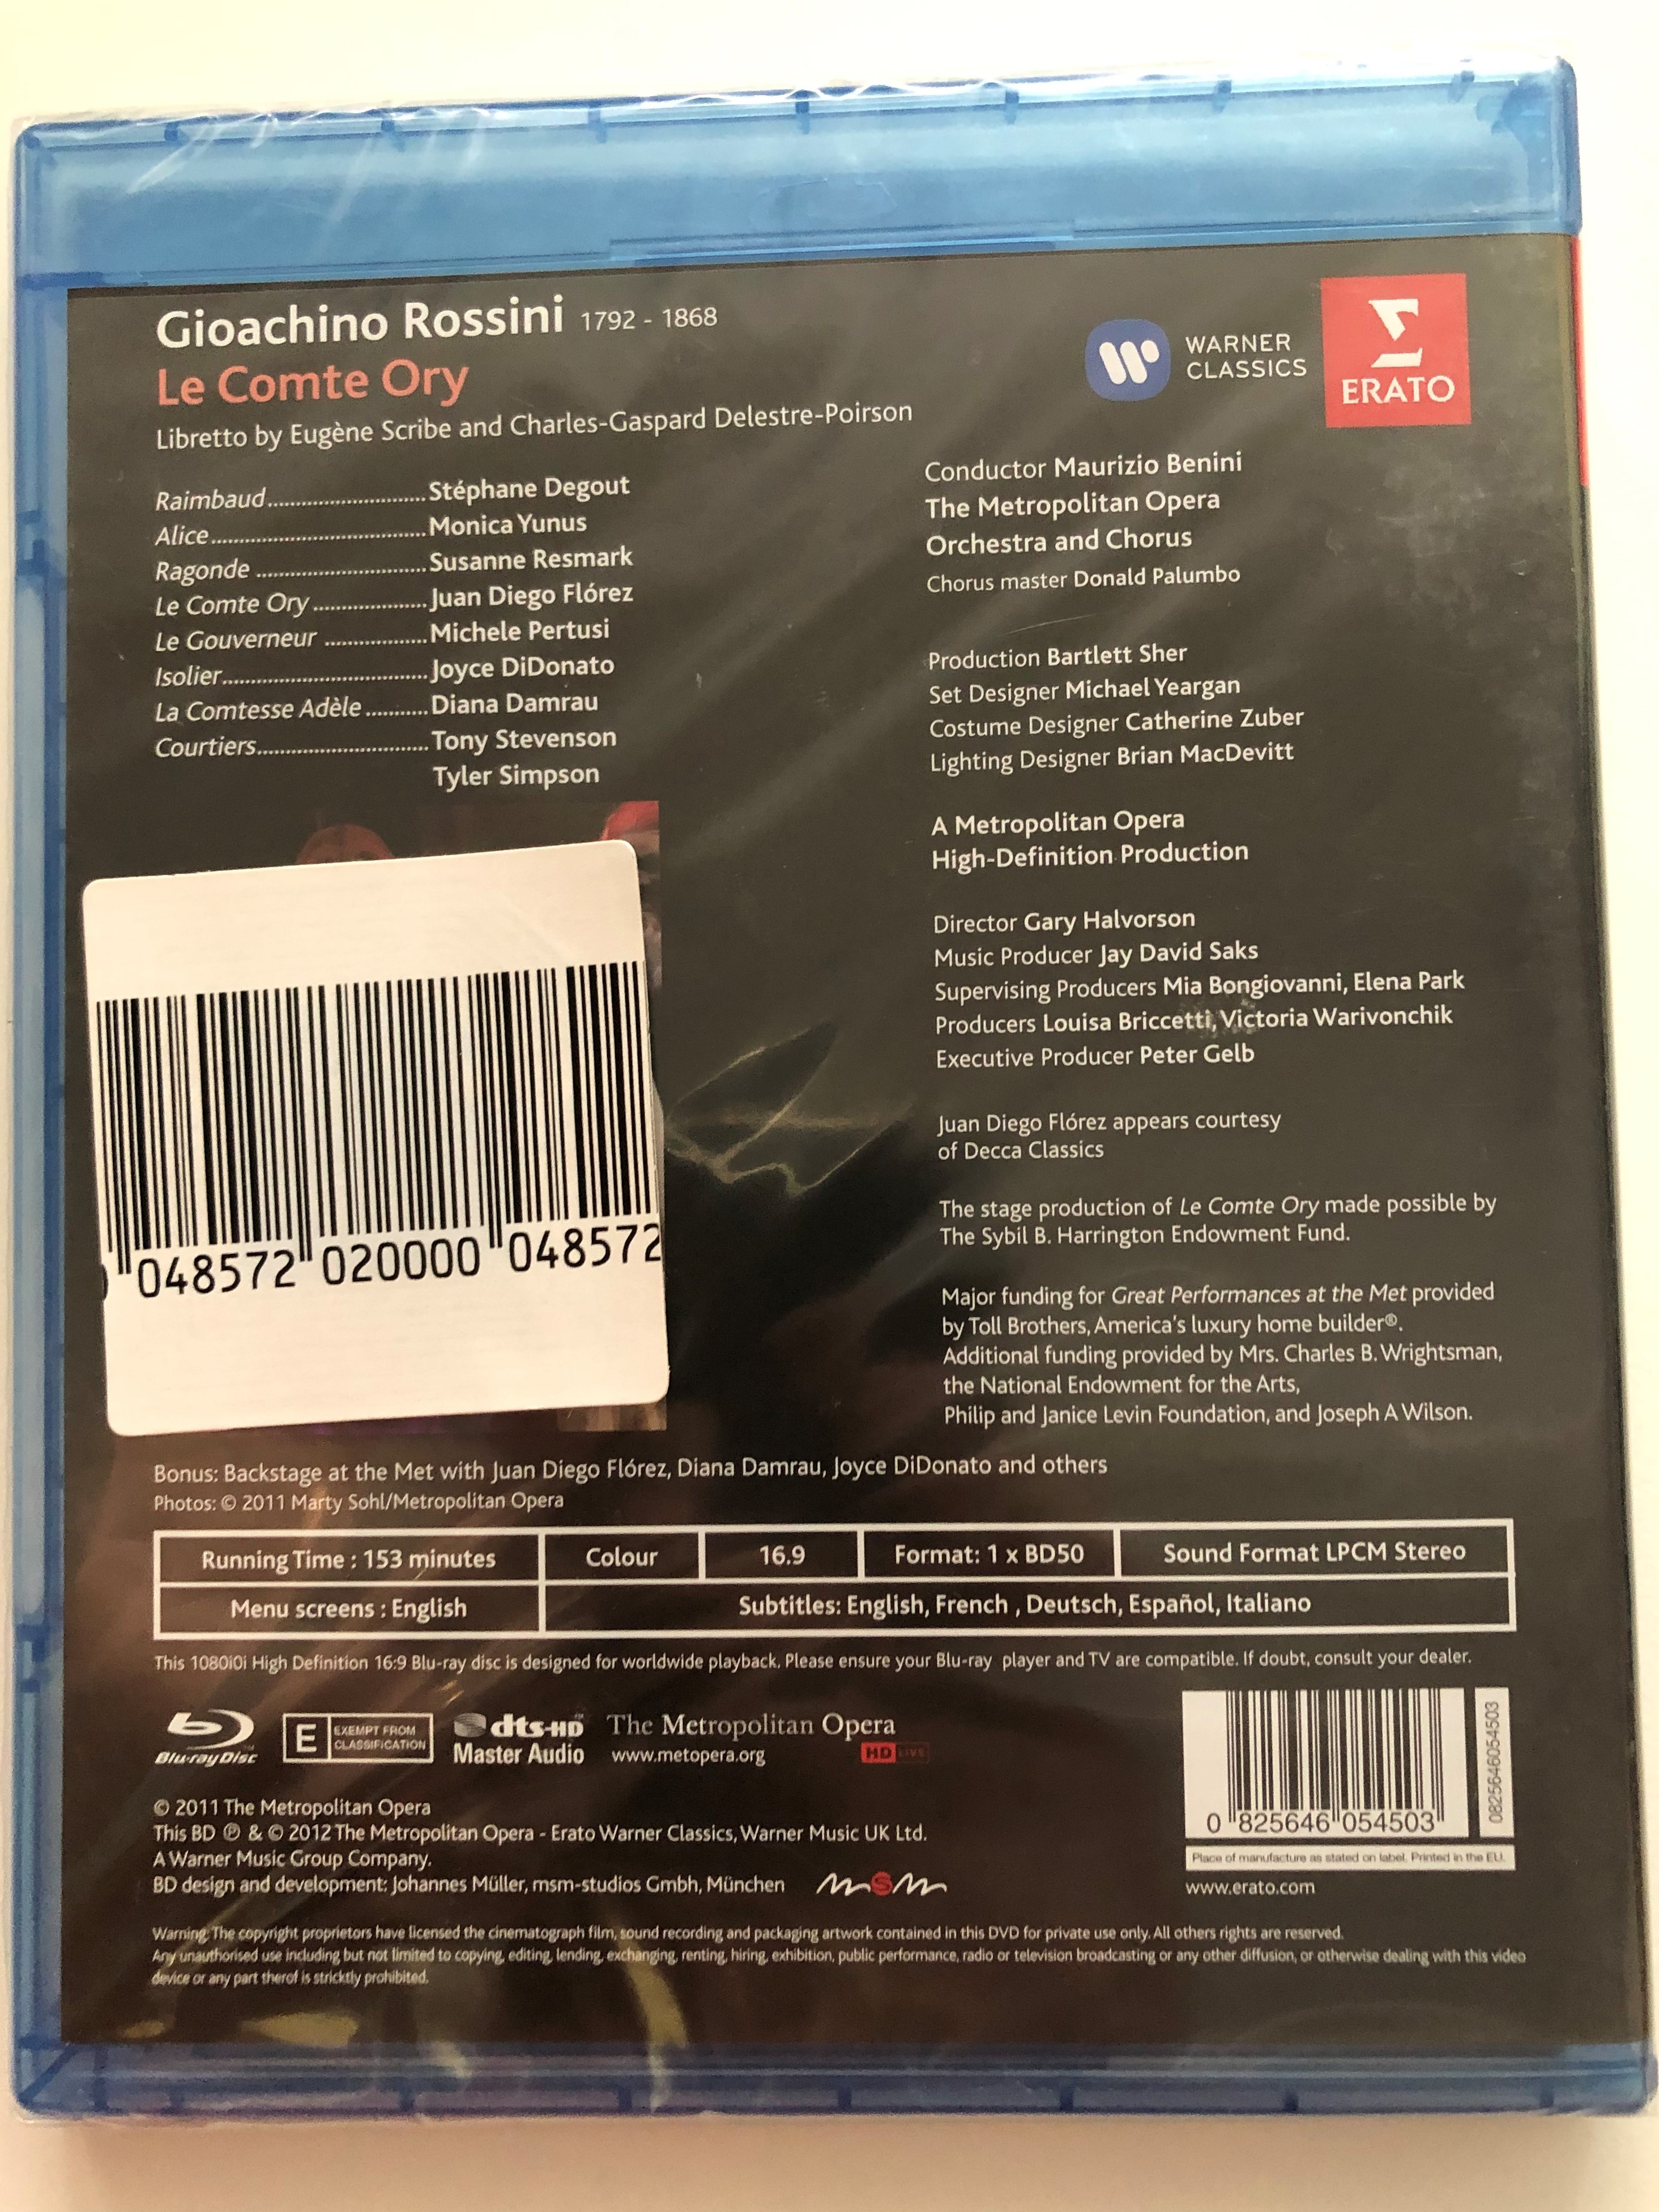 Gioachino Rossini 1792 - 1868
Le Comte Ory
Libretto by Eugène Scribe and Charles-Gaspard Delestre-Poirson
WARNER
CLASSICS
ERATO
Raimbaud...........................Stéphane Degout
Alice.....................................Monica Yunus
Ragonde .............................Susanne Resmark
Le Comte Ory....................Juan Diego Flórez
Le Gouverneur ..................Michele Pertusi
Isolier....................................Joyce DiDonato
La Comtesse Adèle...........Diana Damrau
Courtiers..............................Tony Stevenson
Tyler Simpson
Conductor Maurizio Benini
The Metropolitan Opera
Orchestra and Chorus
Chorus master Donald Palumbo
Production Bartlett Sher
Set Designer Michael Yeargan
Costume Designer Catherine Zuber
Lighting Designer Brian MacDevitt
A Metropolitan Opera
High-Definition Production
Director Gary Halvorson
Music Producer Jay David Saks
Supervising Producers Mia Bongiovanni, Elena Park
Producers Louisa Briccetti, Victoria Warivonchik
Executive Producer Peter Gelb
Juan Diego Flórez appears courtesy
of Decca Classics
The stage production of Le Comte Ory made possible by
The Sybil B. Harrington Endowment Fund.
Major funding for Great Performances at the Met provided
by Toll Brothers, America's luxury home builder®.
Additional funding provided by Mrs. Charles B. Wrightsman,
the National Endowment for the Arts,
Philip and Janice Levin Foundation, and Joseph A Wilson.
048572 020000 048572
Bonus: Backstage at the Met with Juan Diego Flórez, Diana Damrau, Joyce DiDonato and others
Photos: © 2011 Marty Sohl/Metropolitan Opera
Running Time : 153 minutes Colour 16.9 Format: 1 x BD50 Sound Format LPCM Stereo
Menu screens : English Subtitles: English, French , Deutsch, Español, Italiano
This 1080i0i High Definition 16:9 Blu-ray disc is designed for worldwide playback. Please ensure your Blu-ray player and TV are compatible. If doubt, consult your dealer.
Blu-ray Disc
E EXEMPT FROM
CLASSIFICATION
dts-HD
Master Audio
The Metropolitan Opera
www.metopera.org
HD LIVE
0 825646 054503
0825646054503
Place of manufacture as stated on label. Printed in the EU.
www.erato.com
© 2011 The Metropolitan Opera
This BD ℗ & © 2012 The Metropolitan Opera - Erato Warner Classics, Warner Music UK Ltd.
A Warner Music Group Company.
BD design and development: Johannes Müller, msm-studios Gmbh, München
msm
Warning: The copyright proprietors have licensed the cinematograph film, sound recording and packaging artwork contained in this DVD for private use only. All others rights are reserved.
Any unauthorised use including but not limited to copying, editing, lending, exchanging, renting, hiring, exhibition, public performance, radio or television broadcasting or any other diffusion, or otherwise dealing with this video
device or any part therof is stricktly prohibited.